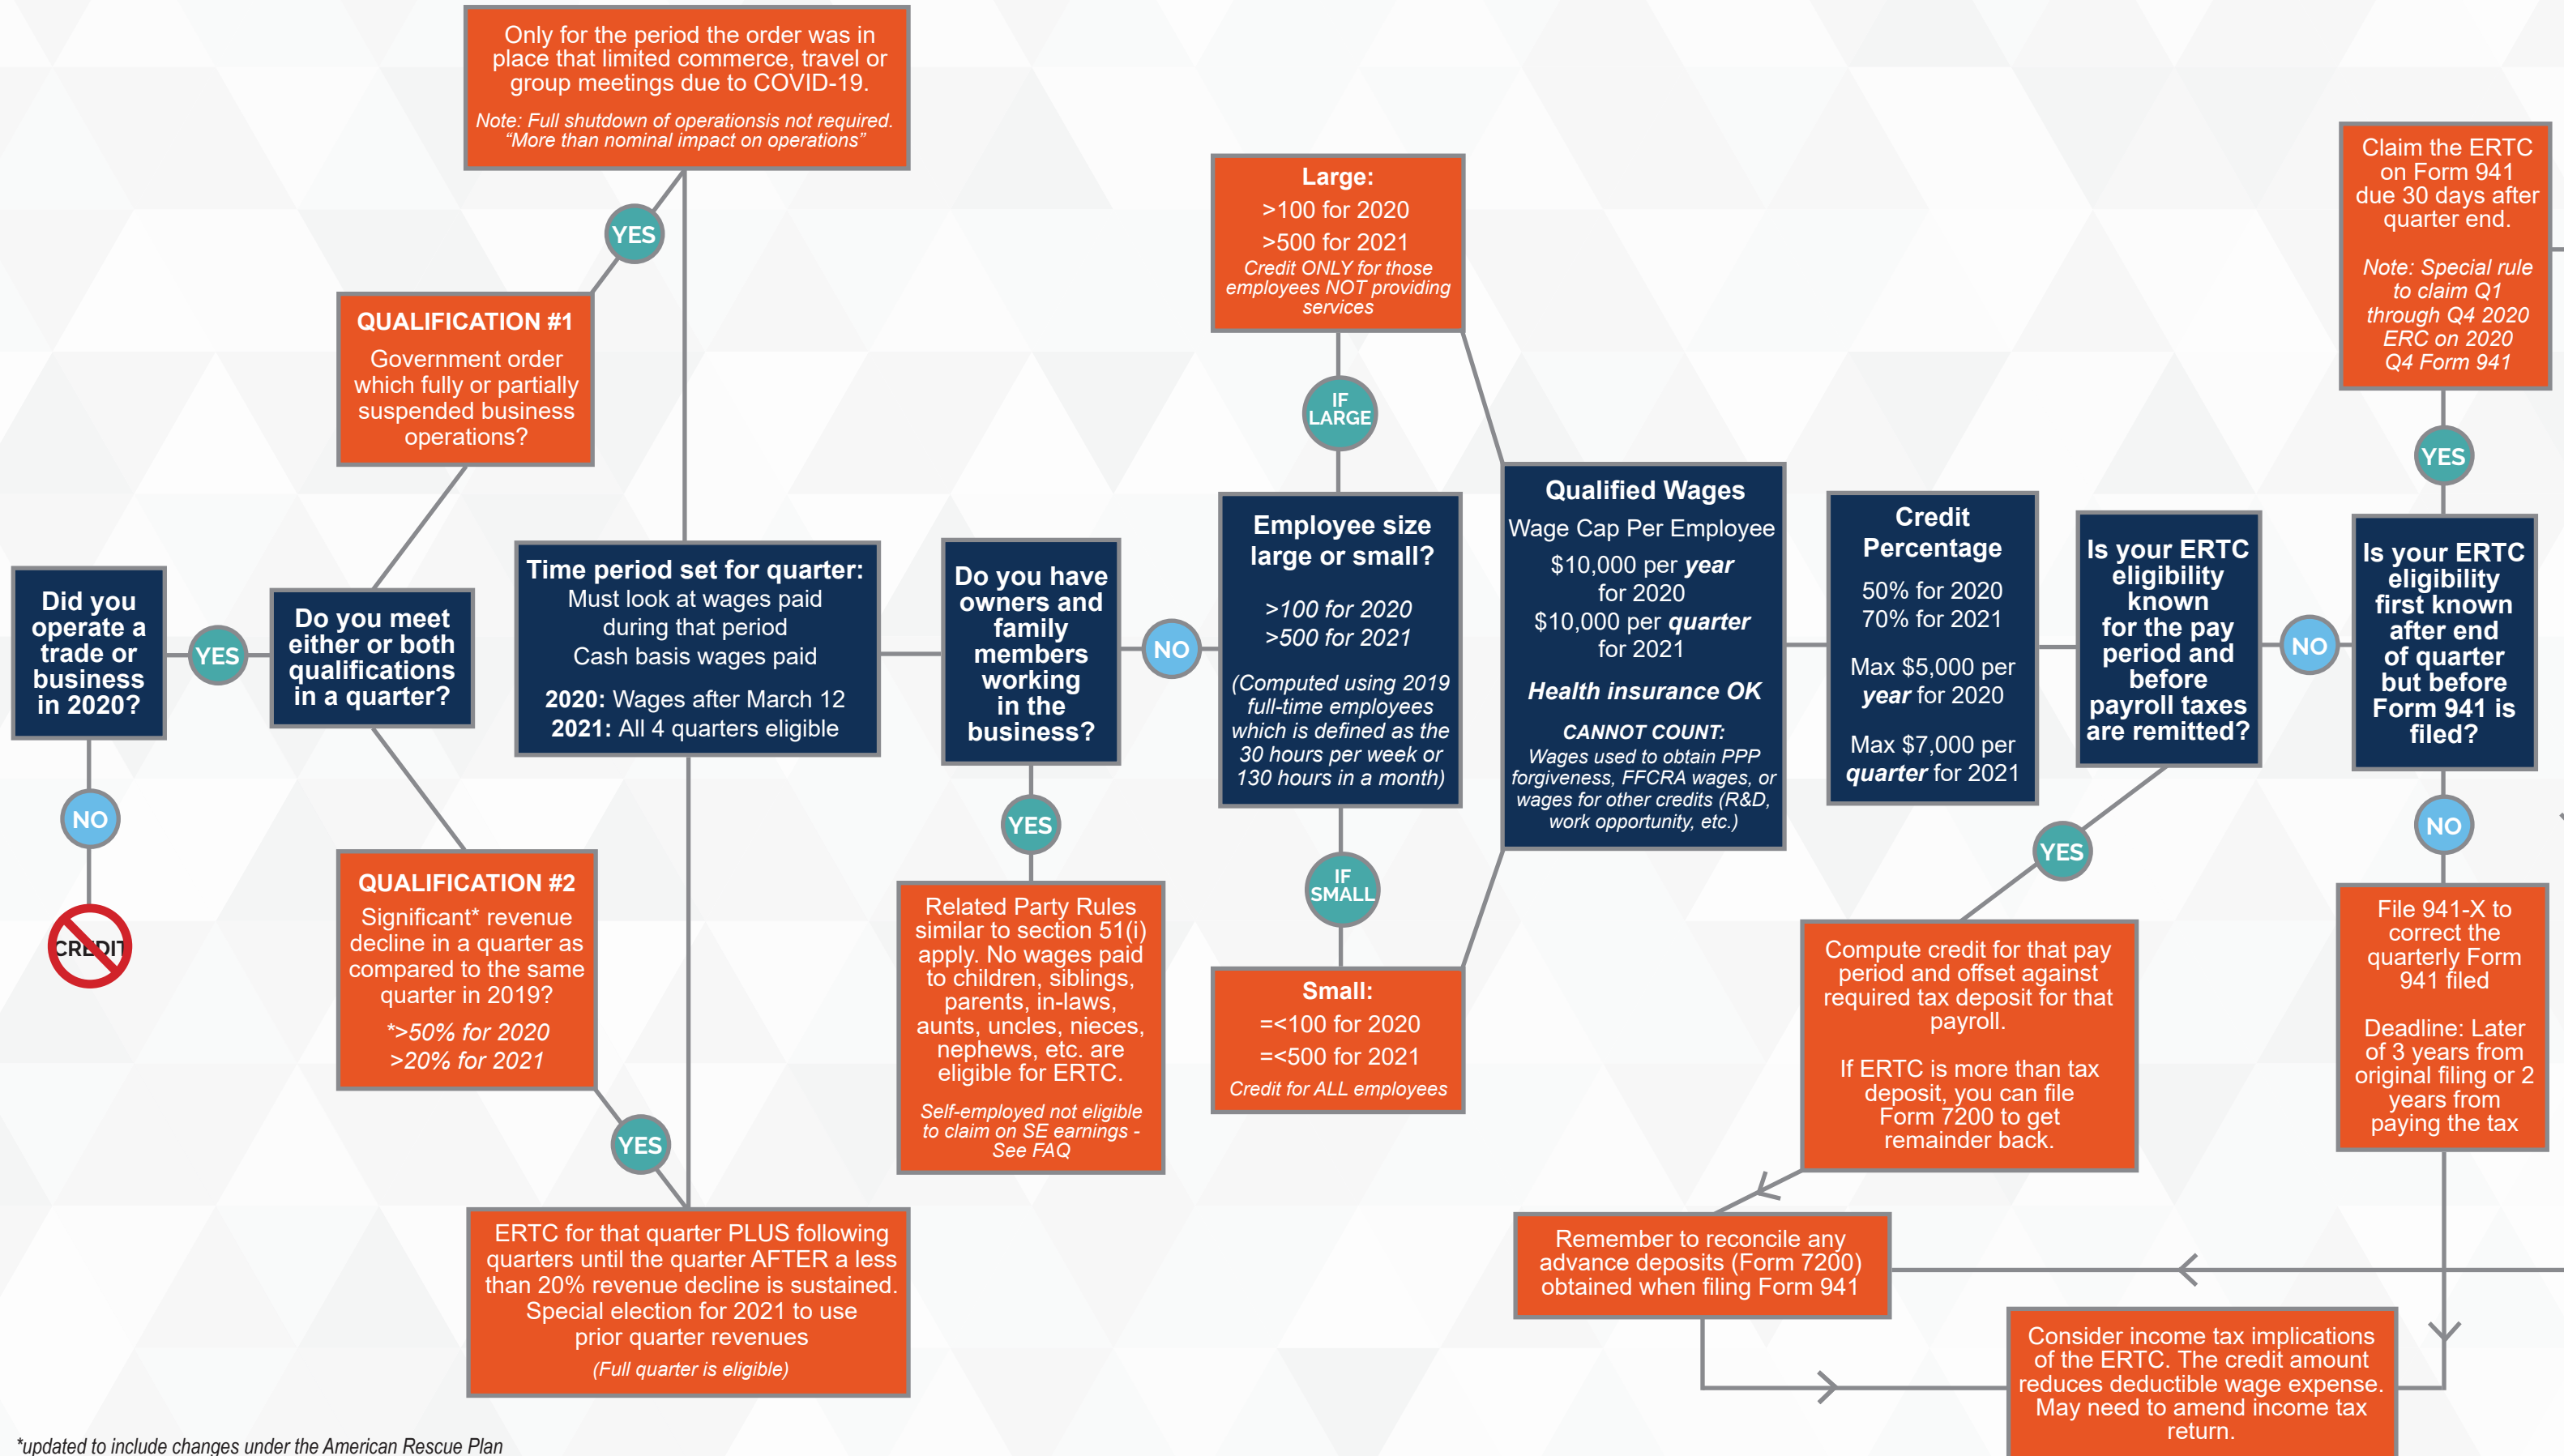 Only for the period the order was in
place that limited commerce, travel or
group meetings due to COVID-19.
Note: Full shutdown of operationsis not required.
“More than nominal impact on operations”
YES
QUALIFICATION #1
Government order
which fully or partially
suspended business
operations?
Did you
operate a
trade or
business
in 2020?
YES
NO
CREDIT
Do you meet
either or both
qualifications
in a quarter?
QUALIFICATION #2
Significant* revenue
decline in a quarter as
compared to the same
quarter in 2019?
*>50% for 2020
>20% for 2021
YES
ERTC for that quarter PLUS following
quarters until the quarter AFTER a less
than 20% revenue decline is sustained.
Special election for 2021 to use
prior quarter revenues
(Full quarter is eligible)
Time period set for quarter:
Must look at wages paid
during that period
Cash basis wages paid
2020: Wages after March 12
2021: All 4 quarters eligible
Do you have
owners and
family
members
working
in the
business?
NO
YES
Related Party Rules
similar to section 51(i)
apply. No wages paid
to children, siblings,
parents, in-laws,
aunts, uncles, nieces,
nephews, etc. are
eligible for ERTC.
Self-employed not eligible
to claim on SE earnings -
See FAQ
Large:
>100 for 2020
>500 for 2021
Credit ONLY for those
employees NOT providing
services
IF
LARGE
Employee size
large or small?
>100 for 2020
>500 for 2021
(Computed using 2019
full-time employees
which is defined as the
30 hours per week or
130 hours in a month)
IF
SMALL
Small:
=<100 for 2020
=<500 for 2021
Credit for ALL employees
Qualified Wages
Wage Cap Per Employee
$10,000 per year
for 2020
$10,000 per quarter
for 2021
Health insurance OK
CANNOT COUNT:
Wages used to obtain PPP
forgiveness, FFCRA wages, or
wages for other credits (R&D,
work opportunity, etc.)
Credit
Percentage
50% for 2020
70% for 2021
Max $5,000 per
year for 2020
Max $7,000 per
quarter for 2021
Is your ERTC
eligibility
known
for the pay
period and
before
payroll taxes
are remitted?
NO
YES
Compute credit for that pay
period and offset against
required tax deposit for that
payroll.
If ERTC is more than tax
deposit, you can file
Form 7200 to get
remainder back.
Claim the ERTC
on Form 941
due 30 days after
quarter end.
Note: Special rule
to claim Q1
through Q4 2020
ERC on 2020
Q4 Form 941
YES
Is your ERTC
eligibility
first known
after end
of quarter
but before
Form 941 is
filed?
NO
File 941-X to
correct the
quarterly Form
941 filed
Deadline: Later
of 3 years from
original filing or 2
years from
paying the tax
Remember to reconcile any
advance deposits (Form 7200)
obtained when filing Form 941
Consider income tax implications
of the ERTC. The credit amount
reduces deductible wage expense.
May need to amend income tax
return.
*updated to include changes under the American Rescue Plan